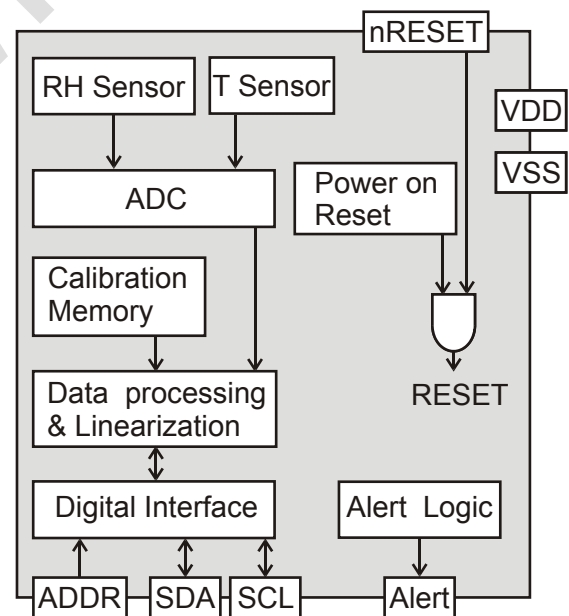 nRESET
RH Sensor
T Sensor
VDD
VSS
ADC
Power on
Reset
Calibration
Memory
RESET
Data processing
& Linearization
Digital Interface
Alert Logic
ADDR
SDA
SCL
Alert